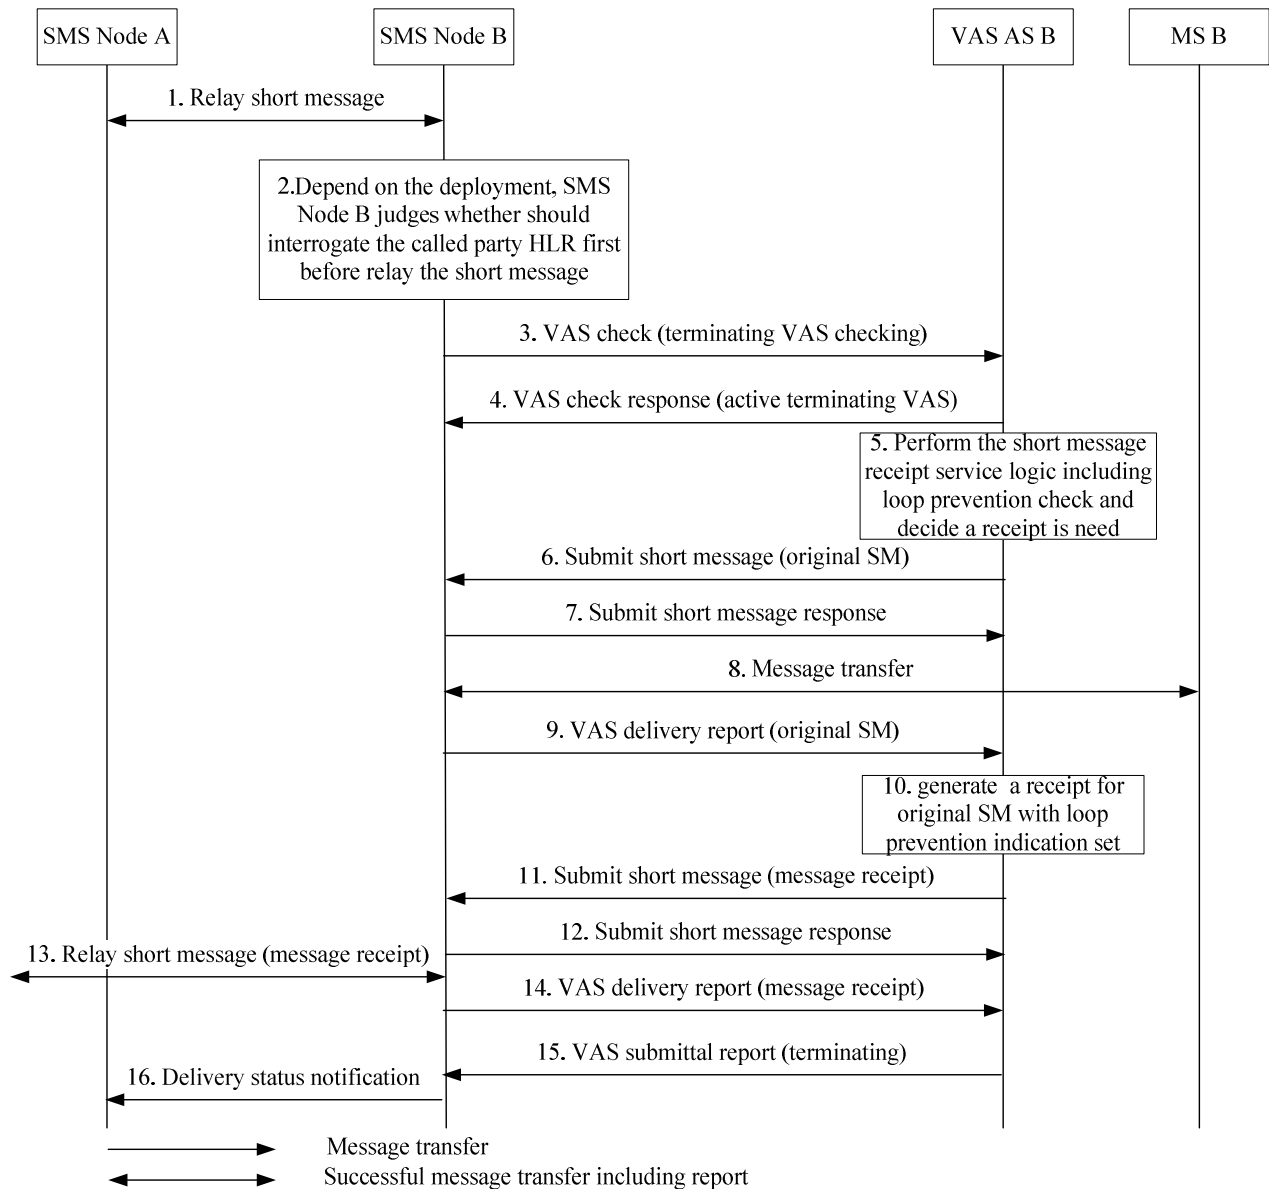 SMS Node A
SMS Node B
VAS AS B
MS B
1. Relay short message
2.Depend on the deployment, SMS
Node B judges whether should
interrogate the called party HLR first
before relay the short message
3. VAS check (terminating VAS checking)
4. VAS check response (active terminating VAS)
5. Perform the short message
receipt service logic including
loop prevention check and
decide a receipt is need
6. Submit short message (original SM)
7. Submit short message response
8. Message transfer
9. VAS delivery report (original SM)
10. generate a receipt for
original SM with loop
prevention indication set
11. Submit short message (message receipt)
12. Submit short message response
13. Relay short message (message receipt)
14. VAS delivery report (message receipt)
15. VAS submittal report (terminating)
16. Delivery status notification
Message transfer
Successful message transfer including report